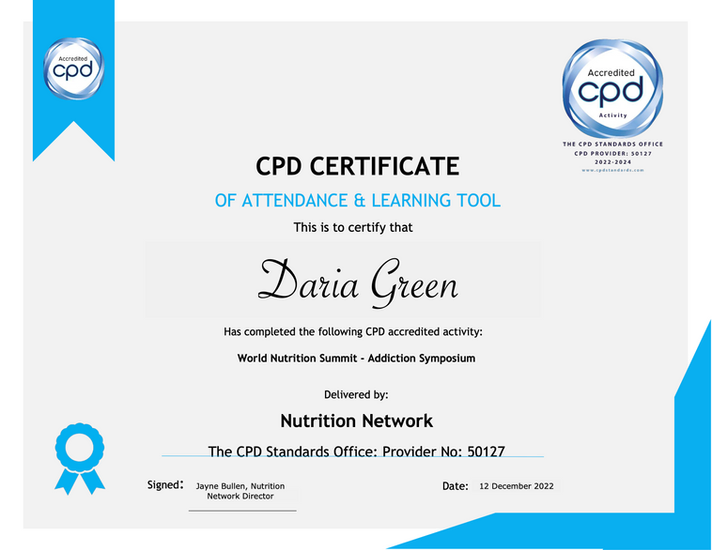 Accredited
cpd
Accredited
cpd
Activity
THE CPD STANDARDS OFFICE
CPD PROVIDER: 50127
2022-2024
www.cpdstandards.com
CPD CERTIFICATE
OF ATTENDANCE & LEARNING TOOL
This is to certify that
Daria Green
Has completed the following CPD accredited activity:
World Nutrition Summit - Addiction Symposium
Delivered by:
Nutrition Network
The CPD Standards Office: Provider No: 50127
Signed: Jayne Bullen, Nutrition
Network Director
Date: 12 December 2022